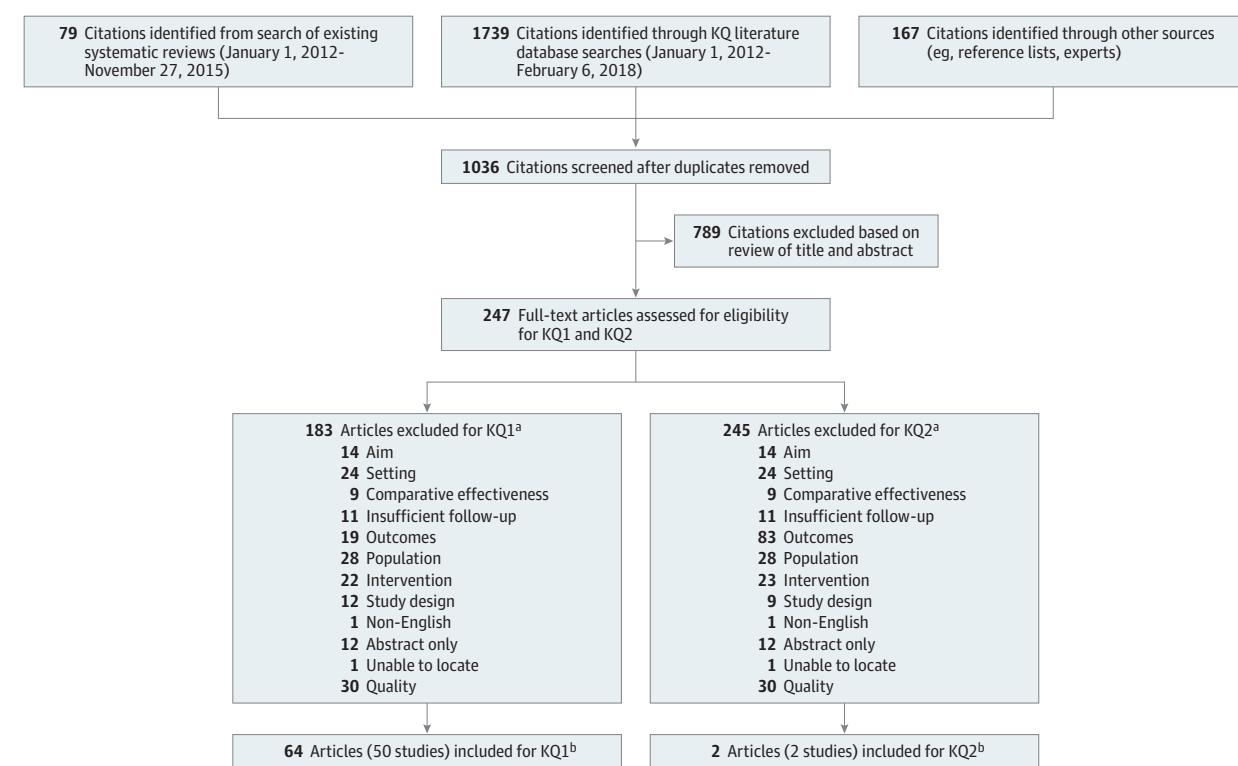 79 Citations identified from search of existing
systematic reviews (January 1, 2012-
November 27, 2015)
1739 Citations identified through KQ literature
database searches (January 1, 2012-
February 6, 2018)
167 Citations identified through other sources
(eg, reference lists, experts)
1036 Citations screened after duplicates removed
789 Citations excluded based on
review of title and abstract
247 Full-text articles assessed for eligibility
for KQ1 and KQ2
183 Articles excluded for KQ1a
14 Aim
24 Setting
9 Comparative effectiveness
11 Insufficient follow-up
19 Outcomes
28 Population
22 Intervention
12 Study design
1 Non-English
12 Abstract only
1 Unable to locate
30 Quality
245 Articles excluded for KQ2a
14 Aim
24 Setting
9 Comparative effectiveness
11 Insufficient follow-up
83 Outcomes
28 Population
23 Intervention
9 Study design
1 Non-English
12 Abstract only
1 Unable to locate
30 Quality
64 Articles (50 studies) included for KQ1b
2 Articles (2 studies) included for KQ2b